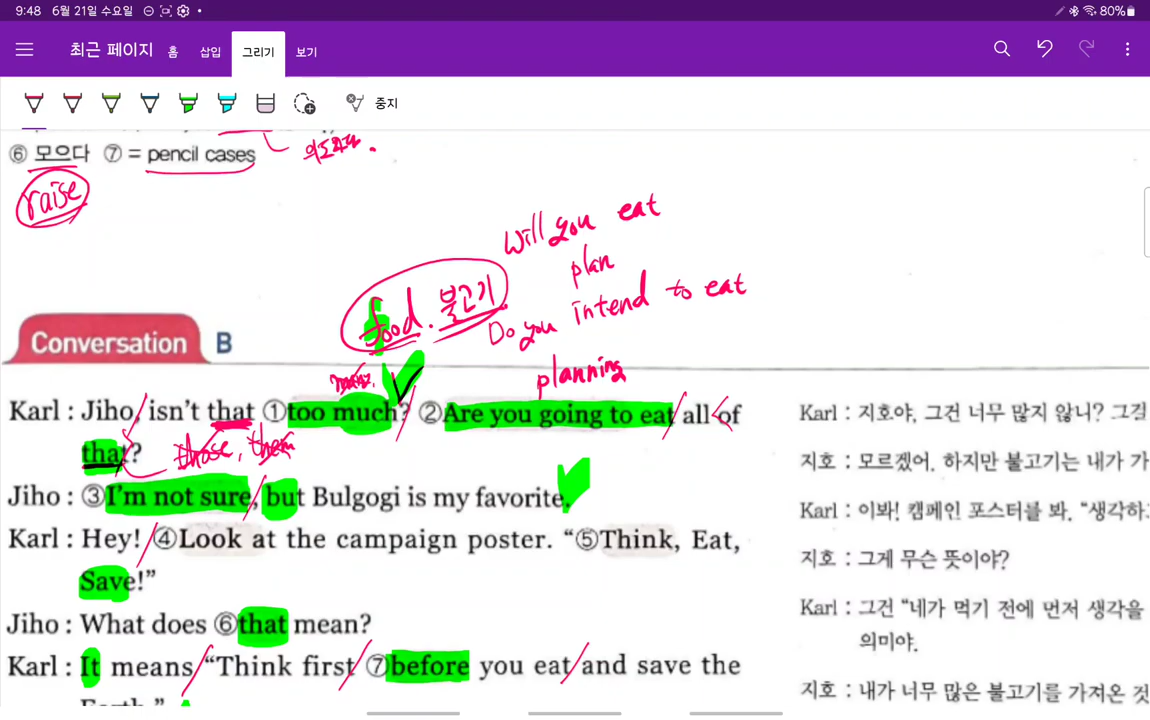 9:48 6월 21일 수요일 80%
최근 페이지 홈 삽입 그리기 보기
중지
⑥ 모으다 ⑦ = pencil cases
raise
Will you eat
plan
food. 불고기
Do you intend to eat
planning
Conversation B
Karl : Jiho, isn't that ①too much? ②Are you going to eat all of
that?
those, them
Jiho : ③I'm not sure, but Bulgogi is my favorite.
Karl : Hey! ④Look at the campaign poster. “⑤Think, Eat,
Save!”
Jiho : What does ⑥that mean?
Karl : It means “Think first ⑦before you eat and save the
Earth.”
Karl : 지호야, 그건 너무 많지 않니? 그걸
지호 : 모르겠어. 하지만 불고기는 내가 가
Karl : 이봐! 캠페인 포스터를 봐. “생각하
지호 : 그게 무슨 뜻이야?
Karl : 그건 “네가 먹기 전에 먼저 생각을
의미야.
지호 : 내가 너무 많은 불고기를 가져온 것